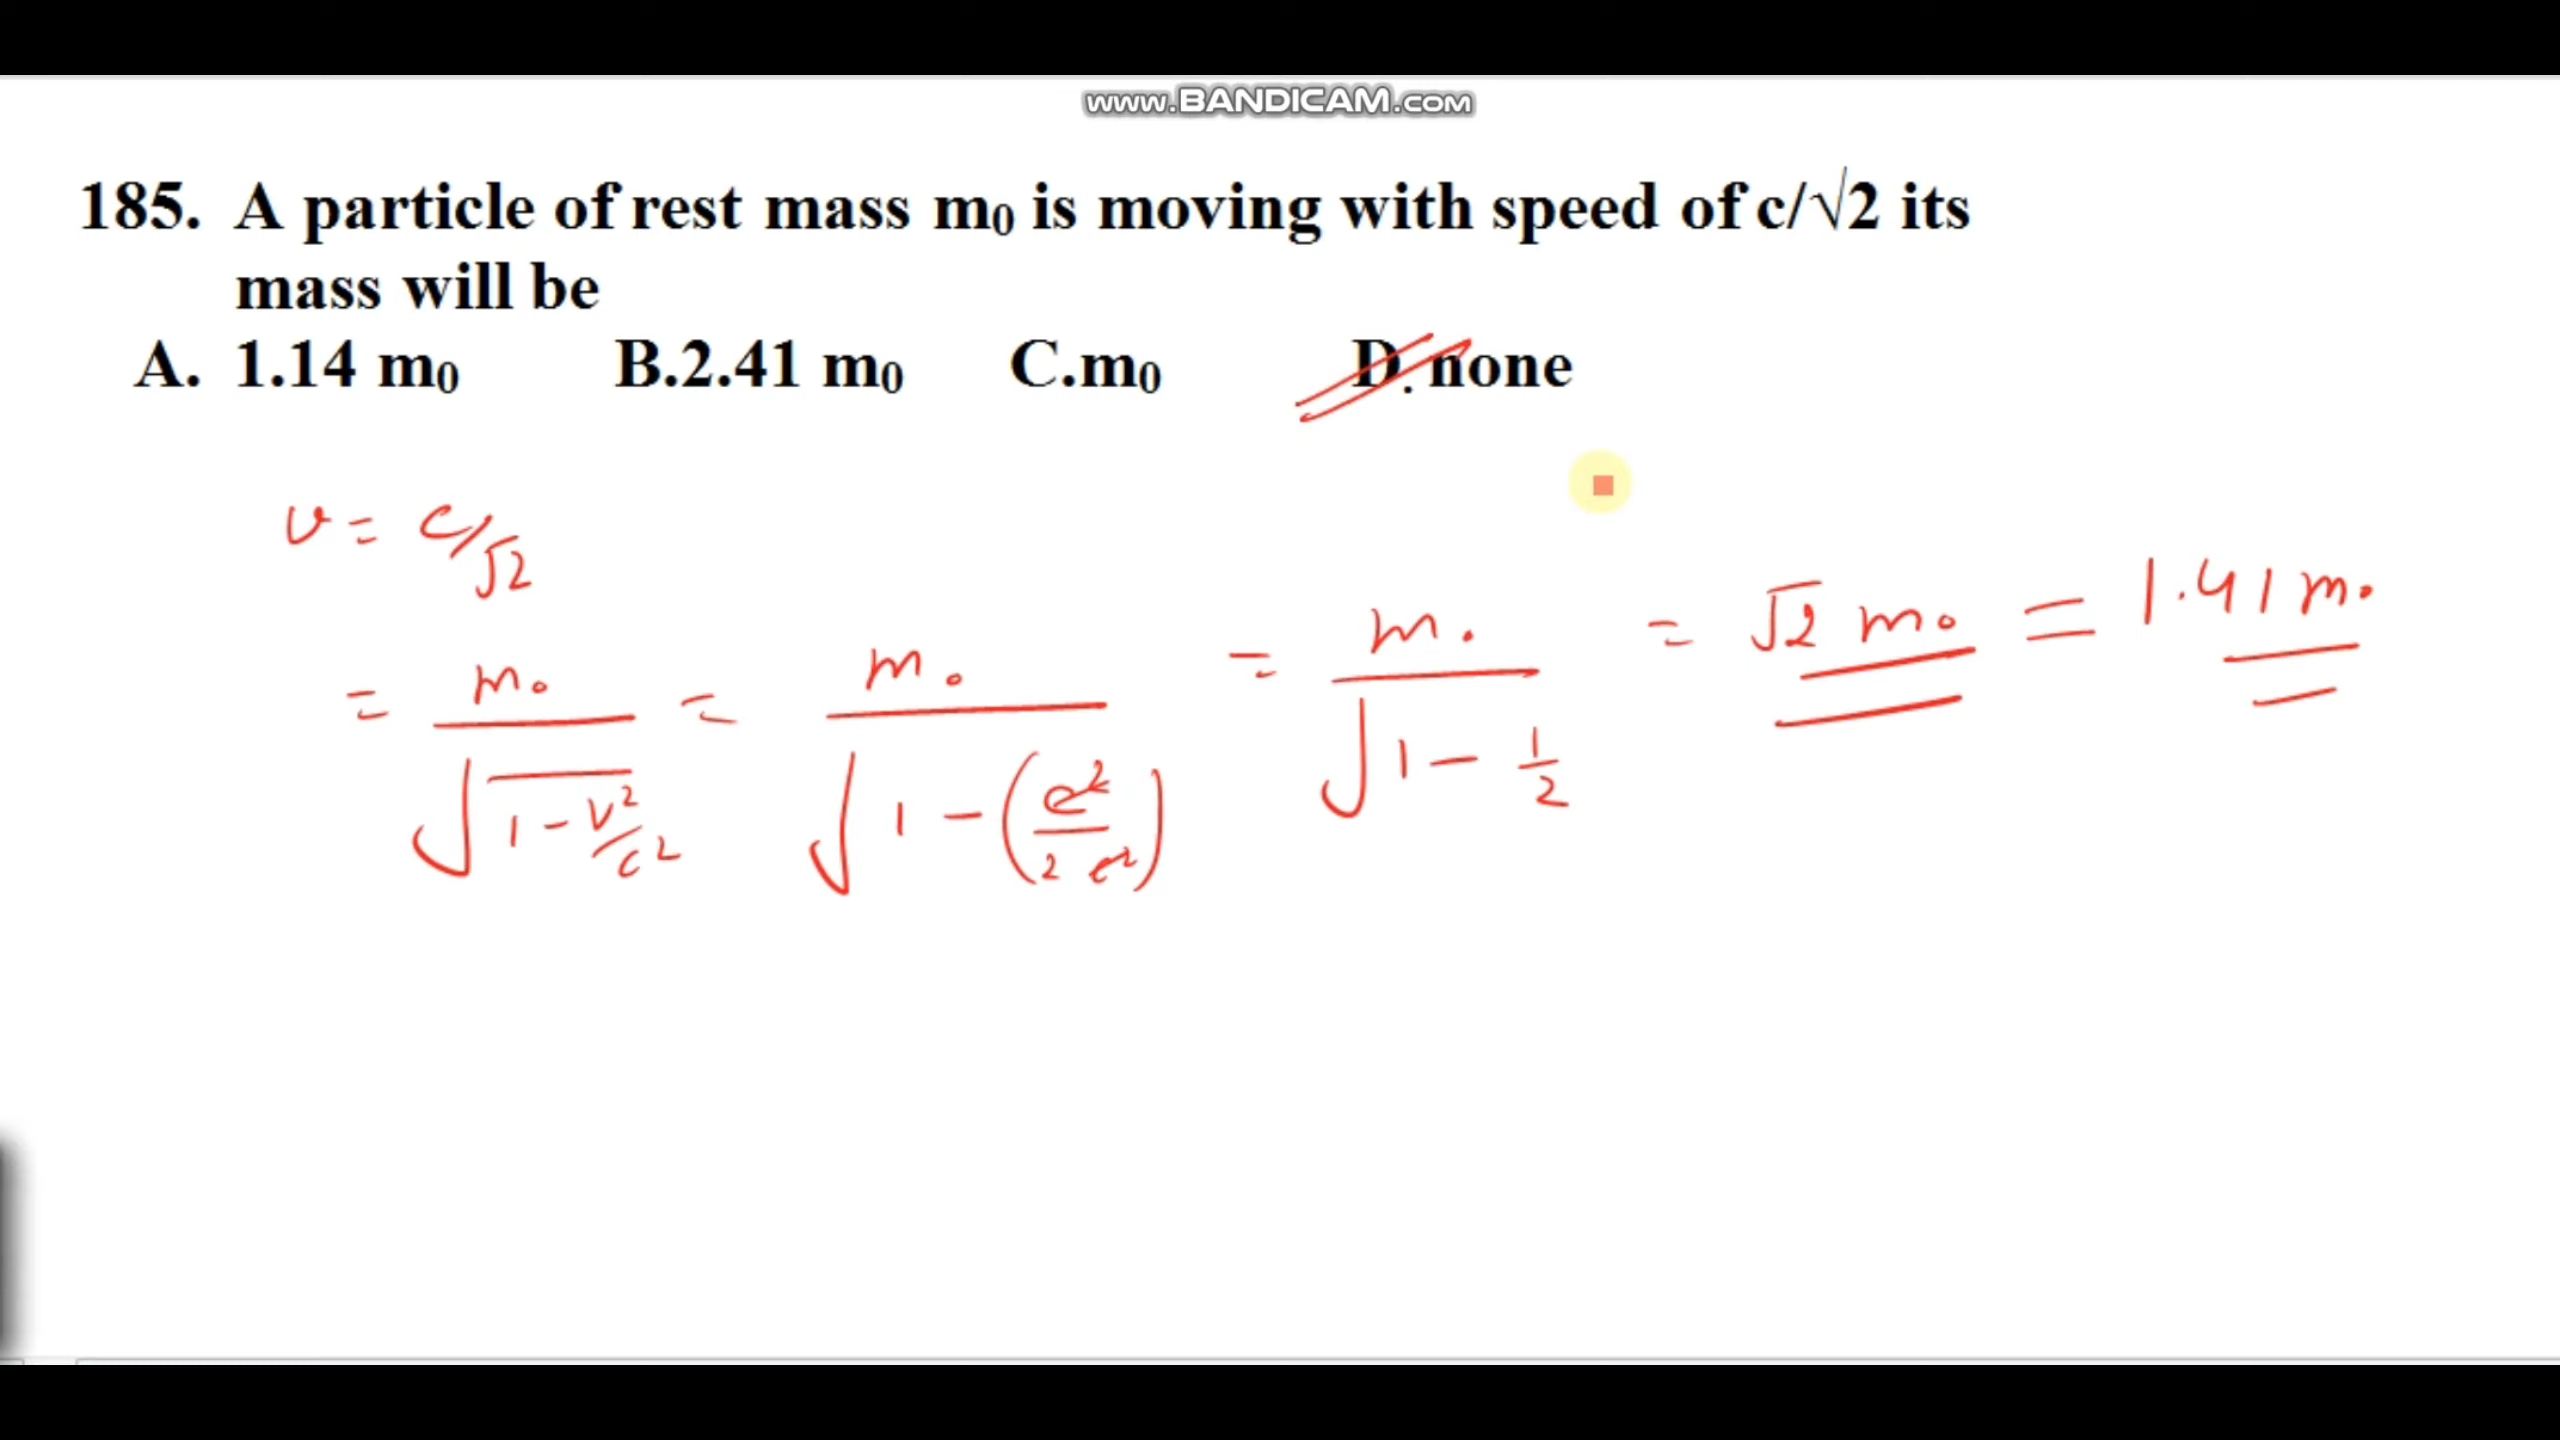 www.BANDICAM.com
185. A particle of rest mass m₀ is moving with speed of c/√2 its
mass will be
A. 1.14 m₀ B.2.41 m₀ C.m₀ D. none
v = c/√2
= m₀/√(1 - v²/c²) = m₀/√(1 - (c²/2c²)) = m₀/√(1 - 1/2) = √2 m₀ = 1.41 m₀